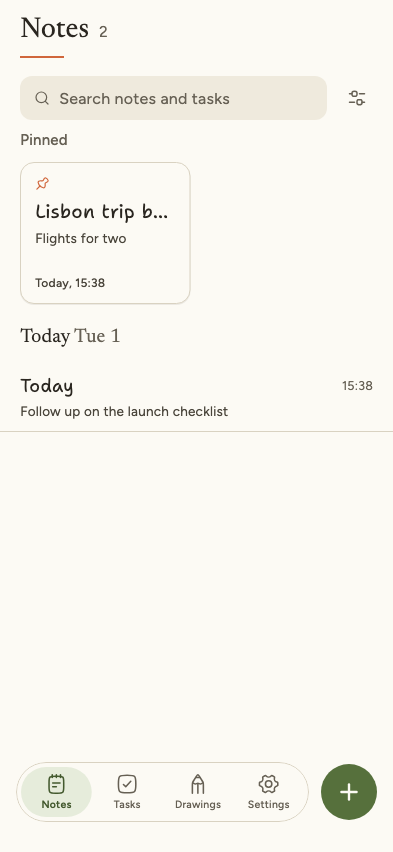 Notes 2
Search notes and tasks
Pinned
Lisbon trip b...
Flights for two
Today, 15:38
Today Tue 1
Today 15:38
Follow up on the launch checklist
Notes Tasks Drawings Settings